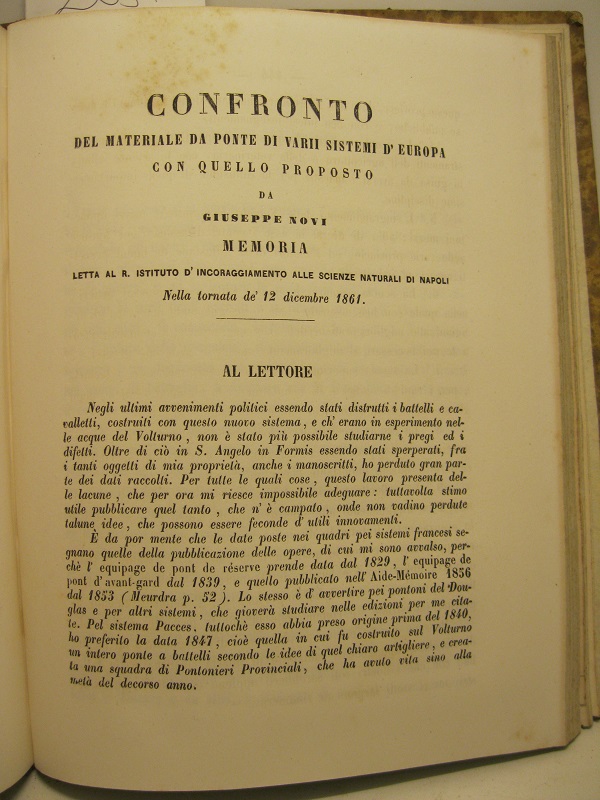 CONFRONTO
DEL MATERIALE DA PONTE DI VARII SISTEMI D' EUROPA
CON QUELLO PROPOSTO
DA
GIUSEPPE NOVI
MEMORIA
LETTA AL R. ISTITUTO D' INCORAGGIAMENTO ALLE SCIENZE NATURALI DI NAPOLI
Nella tornata de' 12 dicembre 1861.
AL LETTORE
Negli ultimi avvenimenti politici essendo stati distrutti i battelli e ca-
valletti, costruiti con questo nuovo sistema, e ch' erano in esperimento nel-
le acque del Volturno, non è stato più possibile studiarne i pregi ed i
difetti. Oltre di ciò in S. Angelo in Formis essendo stati sperperati, fra
i tanti oggetti di mia proprietà, anche i manoscritti, ho perduto gran par-
te dei dati raccolti. Per tutte le quali cose, questo lavoro presenta del-
le lacune, che per ora mi riesce impossibile adeguare: tuttavolta stimo
utile pubblicare quel tanto, che n' è campato, onde non vadino perdute
talune idee, che possono essere feconde d' utili innovamenti.
È da por mente che le date poste nei quadri pei sistemi francesi se-
gnano quelle della pubblicazione delle opere, di cui mi sono avvalso, per-
chè l' equipage de pont de réserve prende data dal 1829, l' equipage de
pont d'avant-gard dal 1839, e quello pubblicato nell' Aide-Mémoire 1856
dal 1853 (Meurdra p. 52). Lo stesso è d' avvertire pei pontoni del Dou-
glas e per altri sistemi, che gioverà studiare nelle edizioni per me cita-
te. Pel sistema Pacces, tuttochè esso abbia preso origine prima del 1840,
ho preferito la data 1847, cioè quella in cui fu costruito sul Volturno
un intero ponte a battelli secondo le idee di quel chiaro artigliere, e crea-
ta una squadra di Pontonieri Provinciali, che ha avuto vita sino alla
metà del decorso anno.